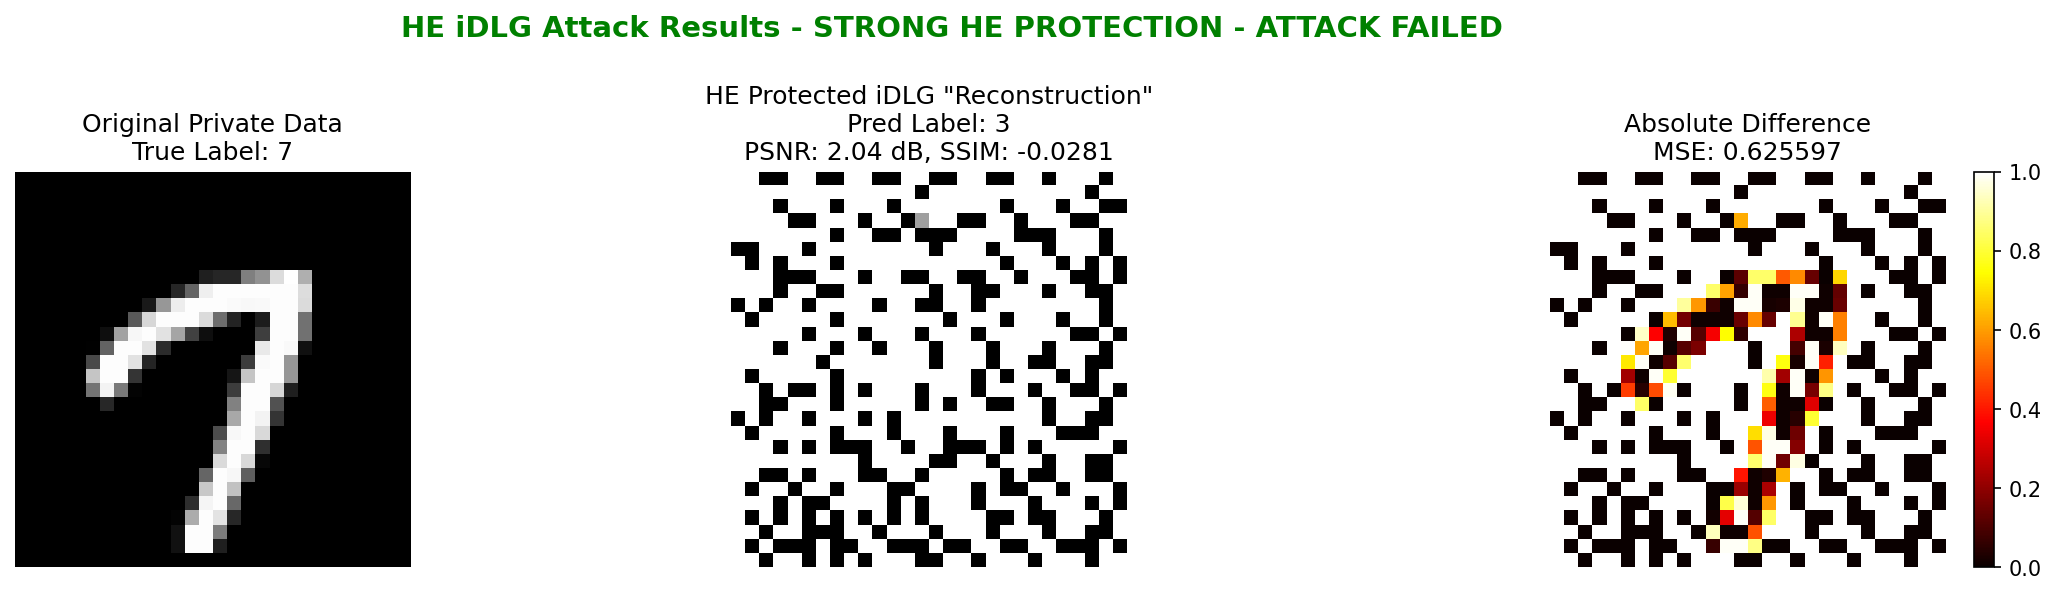 HE iDLG Attack Results - STRONG HE PROTECTION - ATTACK FAILED
Original Private Data
True Label: 7
HE Protected iDLG "Reconstruction"
Pred Label: 3
PSNR: 2.04 dB, SSIM: -0.0281
Absolute Difference
MSE: 0.625597
1.0
0.8
0.6
0.4
0.2
0.0